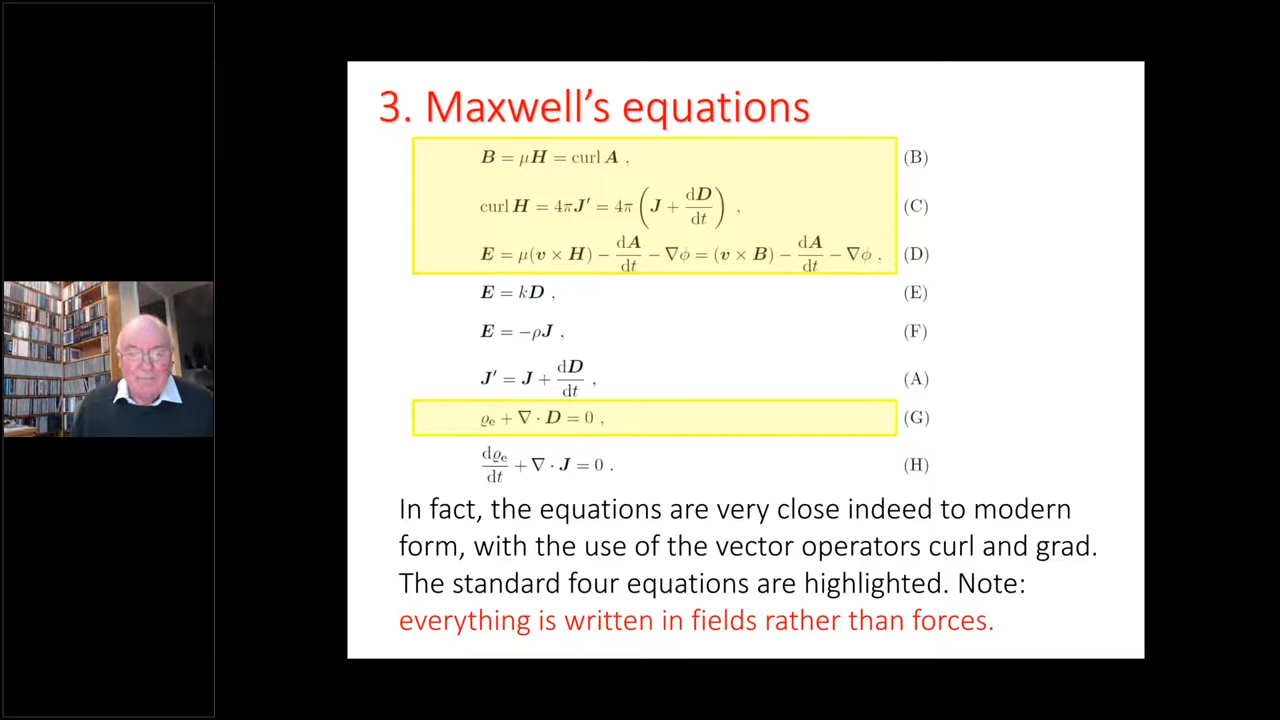 3. Maxwell's equations
B = μH = curl A , (B)
curl H = 4πJ′ = 4π ( J + dD/dt ) , (C)
E = μ(v × H) − dA/dt − ∇ϕ = (v × B) − dA/dt − ∇ϕ , (D)
E = kD , (E)
E = −ρJ , (F)
J′ = J + dD/dt , (A)
ϱe + ∇ · D = 0 , (G)
dϱe/dt + ∇ · J = 0 . (H)
In fact, the equations are very close indeed to modern
form, with the use of the vector operators curl and grad.
The standard four equations are highlighted. Note:
everything is written in fields rather than forces.